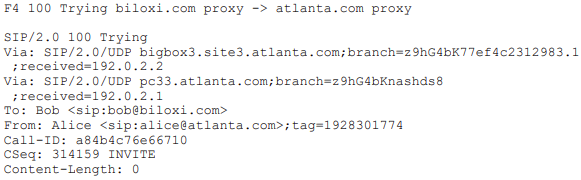 F4 100 Trying biloxi.com proxy -> atlanta.com proxy
SIP/2.0 100 Trying
Via: SIP/2.0/UDP bigbox3.site3.atlanta.com;branch=z9hG4bK77ef4c2312983.1
;received=192.0.2.2
Via: SIP/2.0/UDP pc33.atlanta.com;branch=z9hG4bKnashds8
;received=192.0.2.1
To: Bob <sip:bob@biloxi.com>
From: Alice <sip:alice@atlanta.com>;tag=1928301774
Call-ID: a84b4c76e66710
CSeq: 314159 INVITE
Content-Length: 0